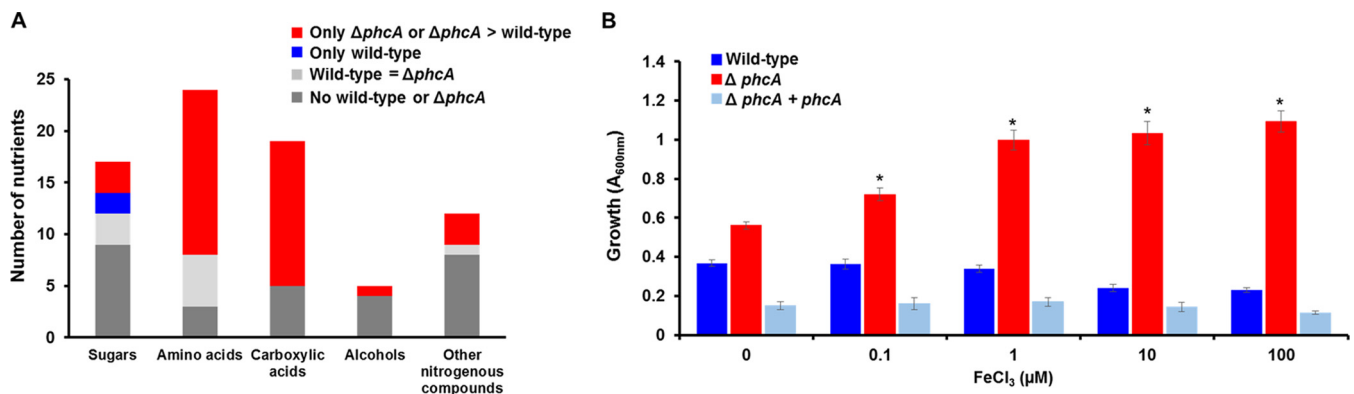 A
Only ΔphcA or ΔphcA > wild-type
Only wild-type
Wild-type = ΔphcA
No wild-type or ΔphcA
Number of nutrients
25
20
15
10
5
0
Sugars
Amino acids
Carboxylic
acids
Alcohols
Other
nitrogenous
compounds
B
Wild-type
Δ phcA
Δ phcA + phcA
Growth (A600nm)
1.4
1.2
1
0.8
0.6
0.4
0.2
0
*
*
*
*
0
0.1
1
10
100
FeCl3 (µM)